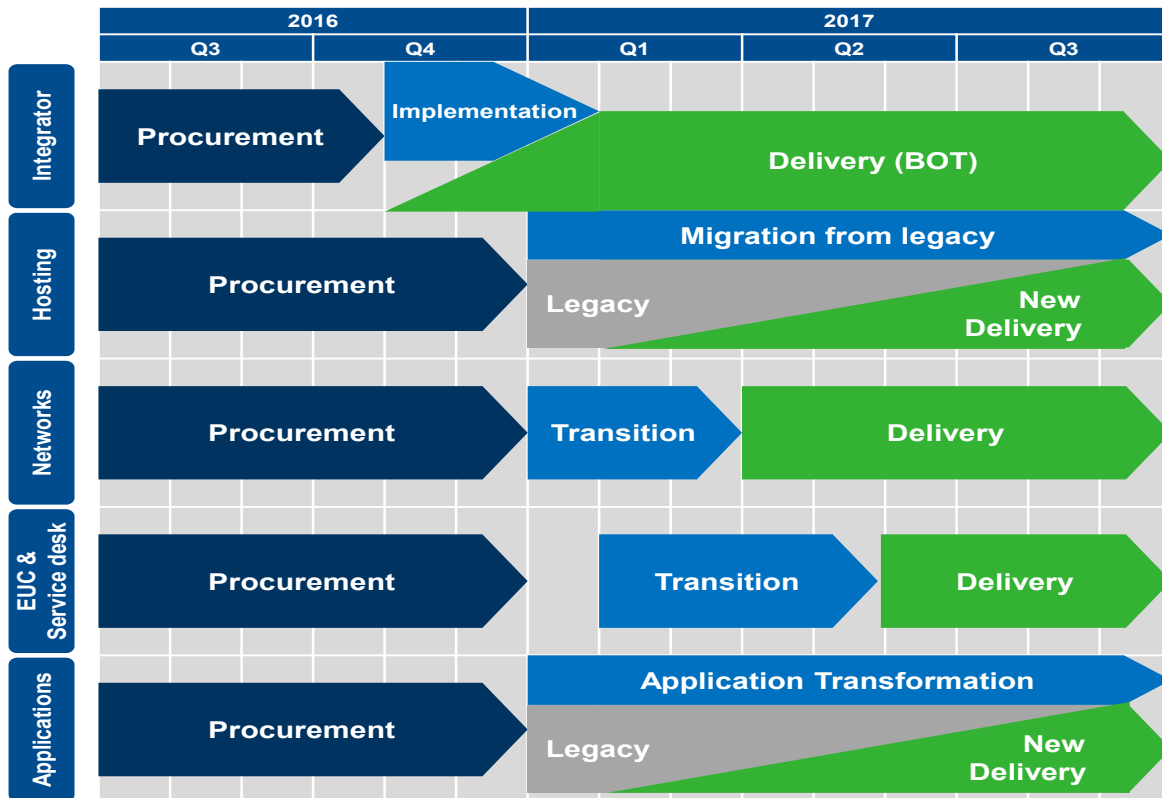 2016
2017
Q3
Q4
Q1
Q2
Q3
Integrator
Procurement
Implementation
Delivery (BOT)
Hosting
Procurement
Migration from legacy
Legacy
New
Delivery
Networks
Procurement
Transition
Delivery
EUC &
Service desk
Procurement
Transition
Delivery
Applications
Procurement
Application Transformation
Legacy
New
Delivery